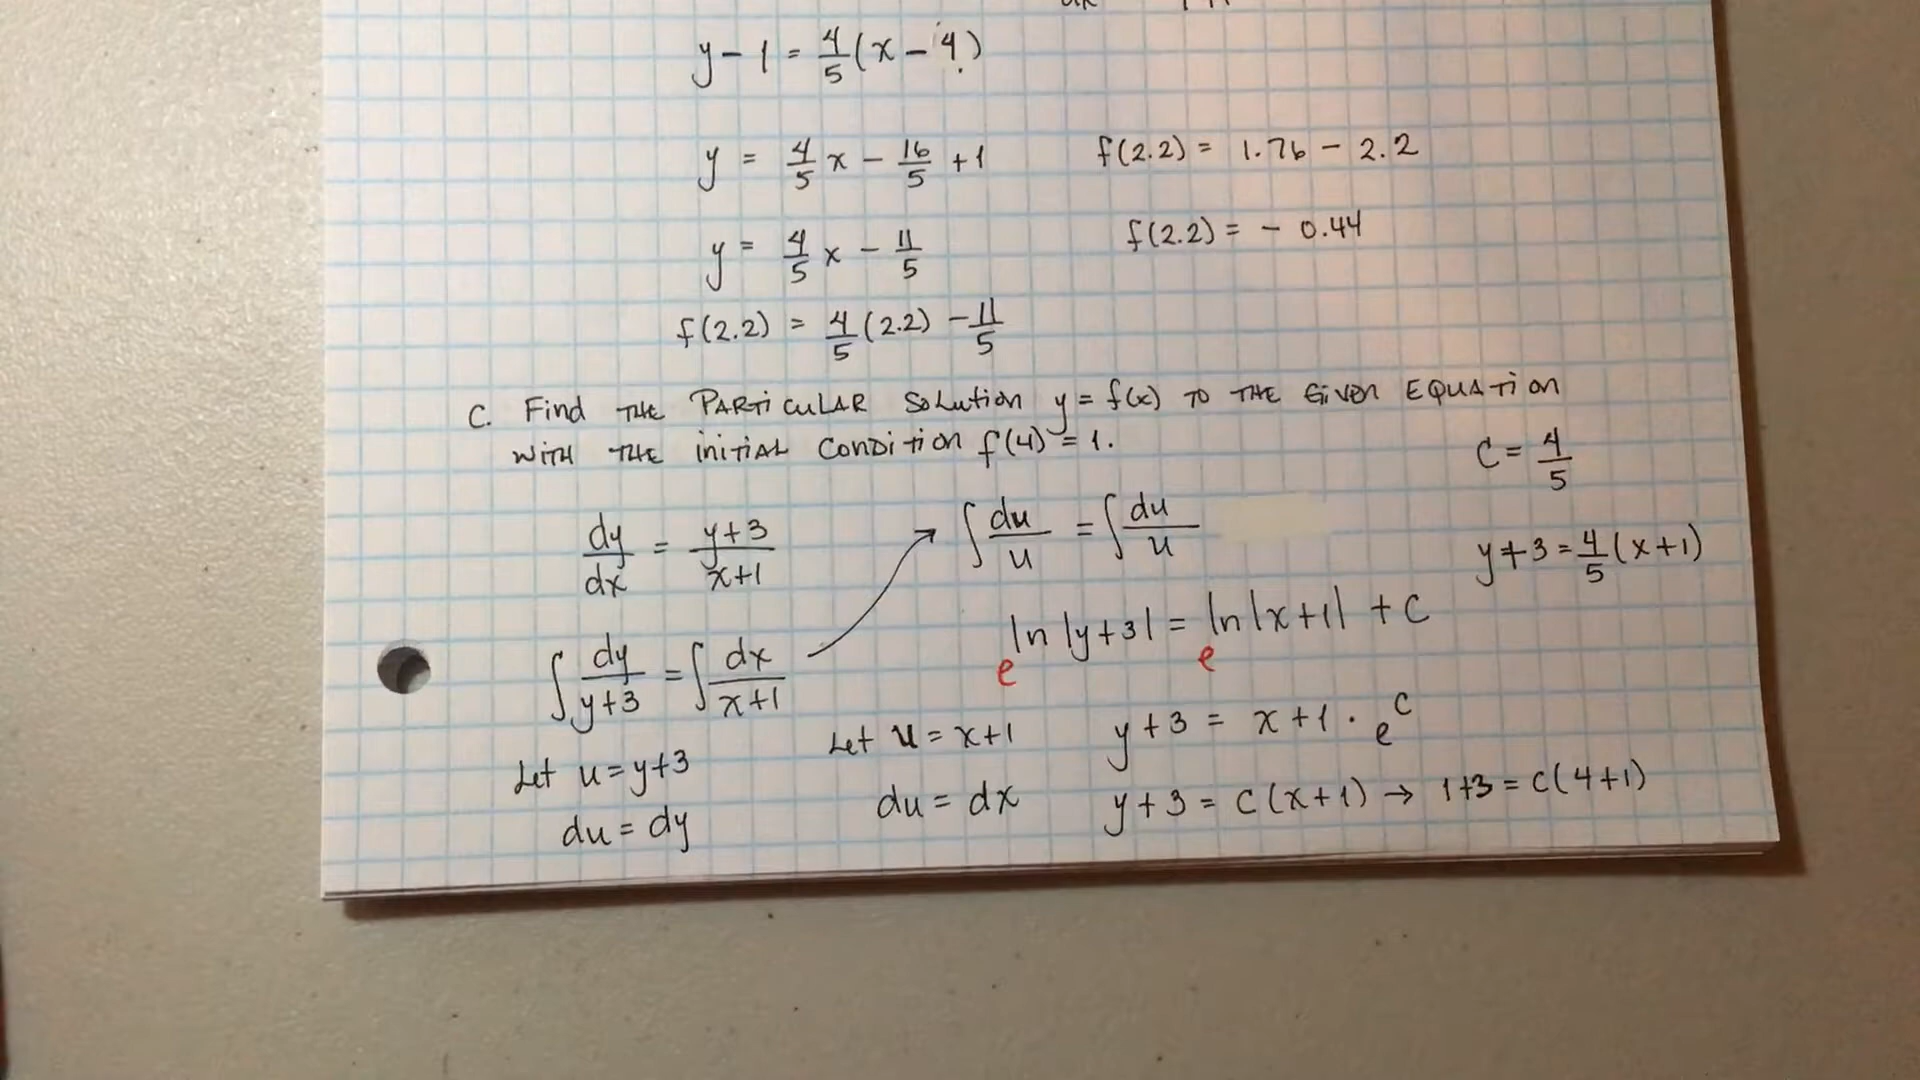 y - 1 = 4/5 (x - 4)
y = 4/5 x - 16/5 + 1
y = 4/5 x - 11/5
f(2.2) = 4/5 (2.2) - 11/5
f(2.2) = 1.76 - 2.2
f(2.2) = - 0.44
C. Find THE PARTiCULAR Solution y = f(x) TO THE GiVEN EQUATION
WiTH THE iniTiAL Condition f(4) = 1.
dy/dx = y+3/x+1
∫ dy/y+3 = ∫ dx/x+1
Let u = y+3
du = dy
Let u = x+1
du = dx
∫ du/u = ∫ du/u
e ln|y+3| = e ln|x+1| + C
y + 3 = x + 1 · e^C
y + 3 = C(x+1) → 1+3 = C(4+1)
C = 4/5
y + 3 = 4/5 (x+1)